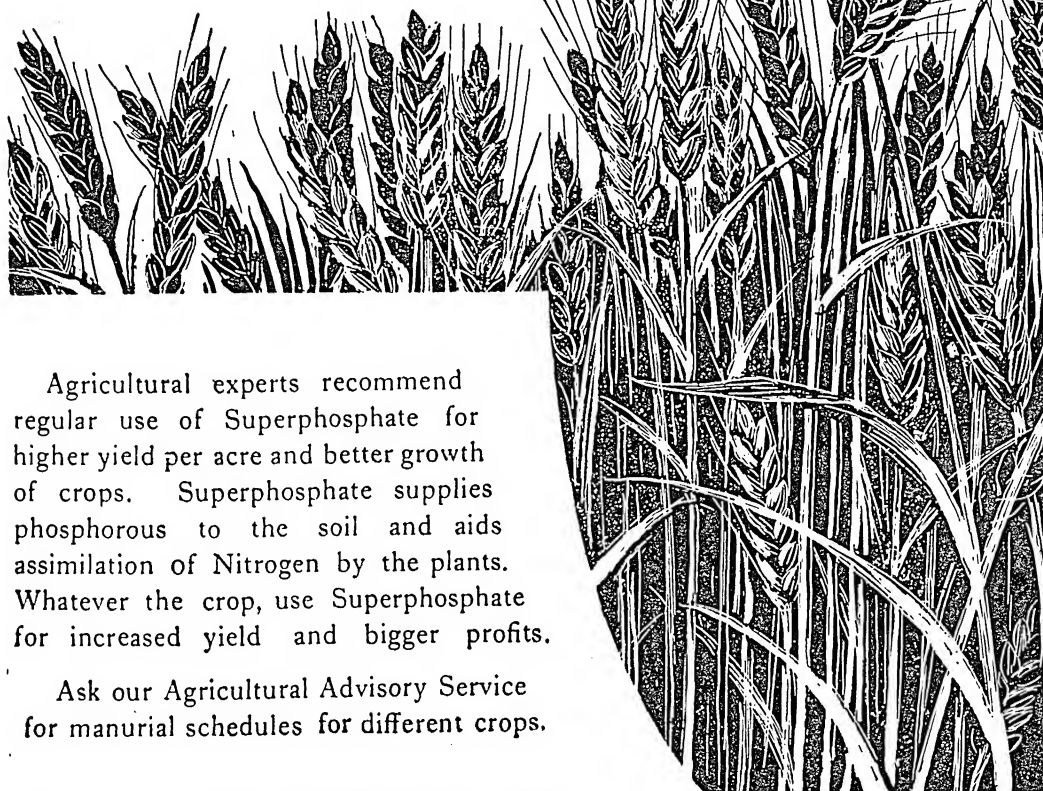 Agricultural experts recommend
regular use of Superphosphate for
higher yield per acre and better growth
of crops. Superphosphate supplies
phosphorous to the soil and aids
assimilation of Nitrogen by the plants.
Whatever the crop, use Superphosphate
for increased yield and bigger profits.
Ask our Agricultural Advisory Service
for manurial schedules for different crops.